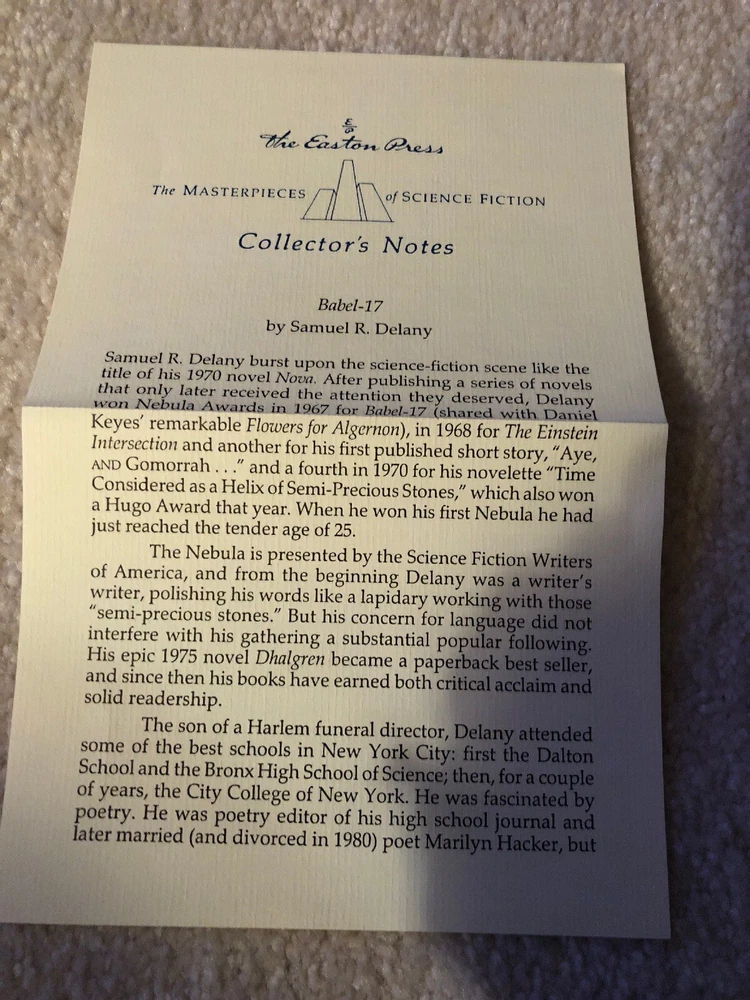 E
P
The Easton Press
The MASTERPIECES of SCIENCE FICTION
Collector's Notes
Babel-17
by Samuel R. Delany
Samuel R. Delany burst upon the science-fiction scene like the
title of his 1970 novel Nova. After publishing a series of novels
that only later received the attention they deserved, Delany
won Nebula Awards in 1967 for Babel-17 (shared with Daniel
Keyes' remarkable Flowers for Algernon), in 1968 for The Einstein
Intersection and another for his first published short story, "Aye,
AND Gomorrah . . ." and a fourth in 1970 for his novelette "Time
Considered as a Helix of Semi-Precious Stones," which also won
a Hugo Award that year. When he won his first Nebula he had
just reached the tender age of 25.
The Nebula is presented by the Science Fiction Writers
of America, and from the beginning Delany was a writer's
writer, polishing his words like a lapidary working with those
"semi-precious stones." But his concern for language did not
interfere with his gathering a substantial popular following.
His epic 1975 novel Dhalgren became a paperback best seller,
and since then his books have earned both critical acclaim and
solid readership.
The son of a Harlem funeral director, Delany attended
some of the best schools in New York City: first the Dalton
School and the Bronx High School of Science; then, for a couple
of years, the City College of New York. He was fascinated by
poetry. He was poetry editor of his high school journal and
later married (and divorced in 1980) poet Marilyn Hacker, but